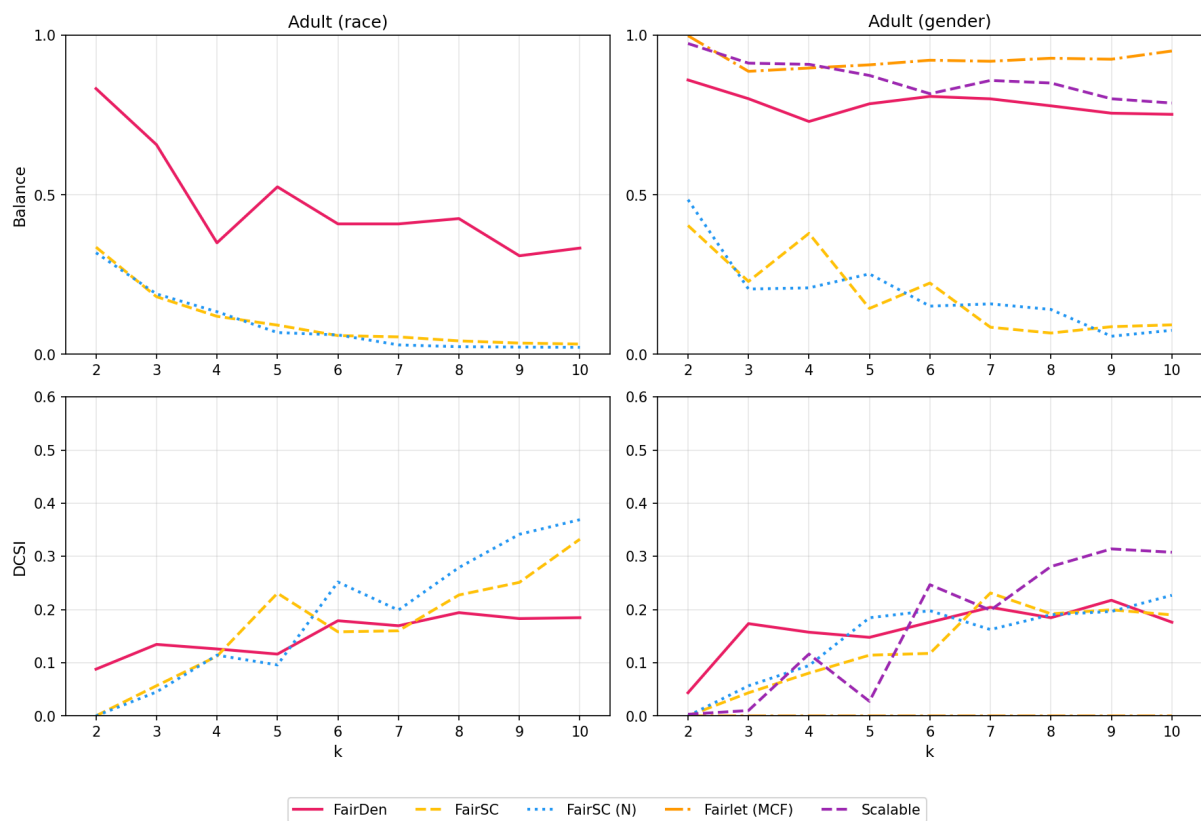 Adult (race)
Adult (gender)
Balance
1.0
0.5
0.0
2 3 4 5 6 7 8 9 10
1.0
0.5
0.0
2 3 4 5 6 7 8 9 10
DCSI
0.6
0.5
0.4
0.3
0.2
0.1
0.0
2 3 4 5 6 7 8 9 10
k
0.6
0.5
0.4
0.3
0.2
0.1
0.0
2 3 4 5 6 7 8 9 10
k
FairDen FairSC FairSC (N) Fairlet (MCF) Scalable